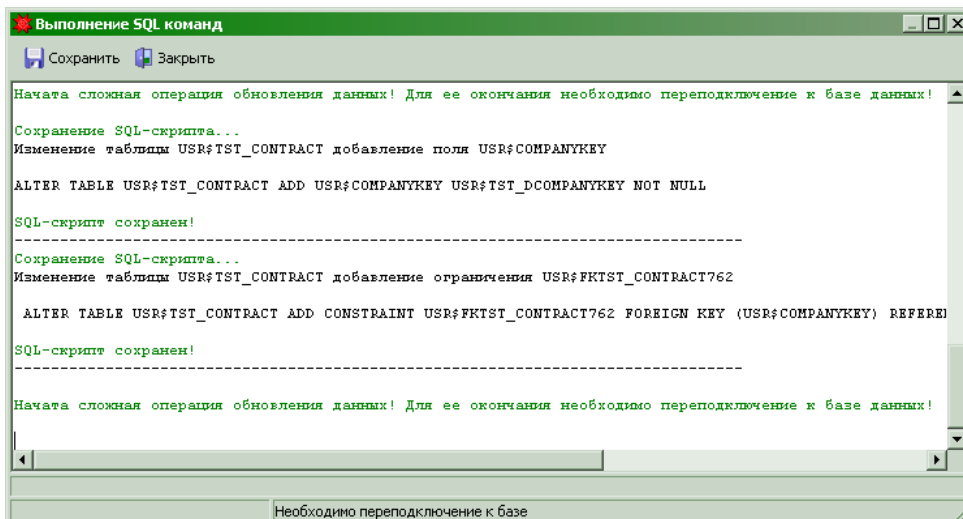 Выполнение SQL команд
Сохранить Закрыть
Начата сложная операция обновления данных! Для ее окончания необходимо переподключение к базе данных!
Сохранение SQL-скрипта...
Изменение таблицы USR$TST_CONTRACT добавление поля USR$COMPANYKEY
ALTER TABLE USR$TST_CONTRACT ADD USR$COMPANYKEY USR$TST_DCOMPANYKEY NOT NULL
SQL-скрипт сохранен!
--------------------------------------------------------------------------------
Сохранение SQL-скрипта...
Изменение таблицы USR$TST_CONTRACT добавление ограничения USR$FKTST_CONTRACT762
ALTER TABLE USR$TST_CONTRACT ADD CONSTRAINT USR$FKTST_CONTRACT762 FOREIGN KEY (USR$COMPANYKEY)
SQL-скрипт сохранен!
--------------------------------------------------------------------------------
Начата сложная операция обновления данных! Для ее окончания необходимо переподключение к базе данных!
Необходимо переподключение к базе